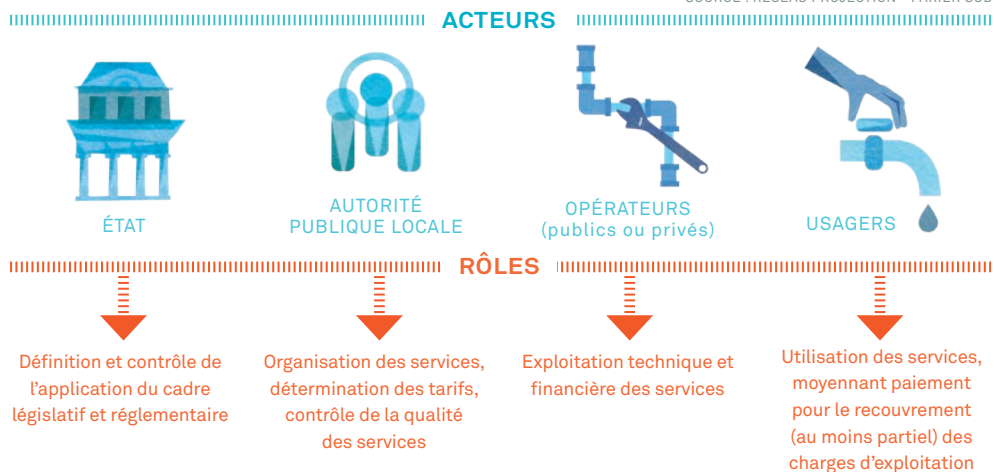 ACTEURS
ÉTAT
AUTORITÉ
PUBLIQUE LOCALE
OPÉRATEURS
(publics ou privés)
USAGERS
RÔLES
Définition et contrôle de
l'application du cadre
législatif et réglementaire
Organisation des services,
détermination des tarifs,
contrôle de la qualité
des services
Exploitation technique et
financière des services
Utilisation des services,
moyennant paiement
pour le recouvrement
(au moins partiel) des
charges d'exploitation